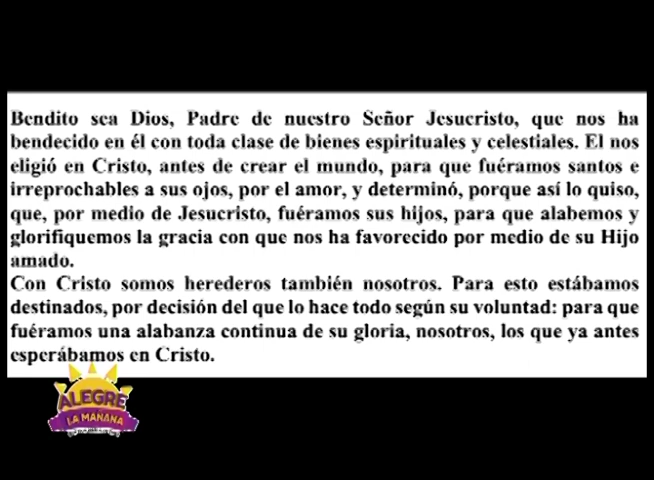 Bendito sea Dios, Padre de nuestro Señor Jesucristo, que nos ha
bendecido en él con toda clase de bienes espirituales y celestiales. El nos
eligió en Cristo, antes de crear el mundo, para que fuéramos santos e
irreprochables a sus ojos, por el amor, y determinó, porque así lo quiso,
que, por medio de Jesucristo, fuéramos sus hijos, para que alabemos y
glorifiquemos la gracia con que nos ha favorecido por medio de su Hijo
amado.
Con Cristo somos herederos también nosotros. Para esto estábamos
destinados, por decisión del que lo hace todo según su voluntad: para que
fuéramos una alabanza continua de su gloria, nosotros, los que ya antes
esperábamos en Cristo.
ALEGRE
LA MAÑANA